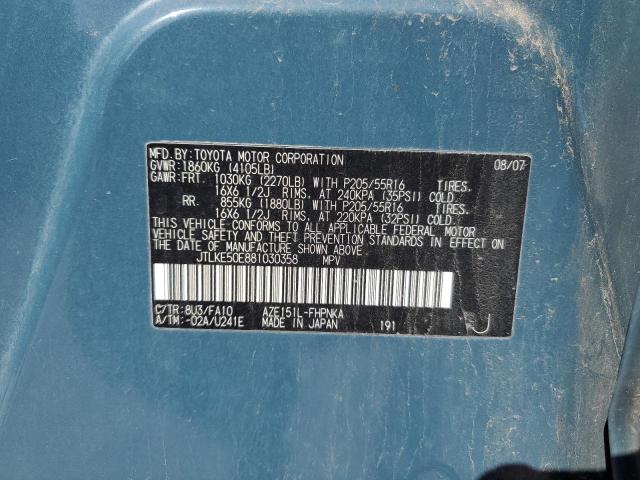 MFD. BY: TOYOTA MOTOR CORPORATION 08/07
GVWR: 1860KG (4105LB)
GAWR: FRT. 1030KG (2270LB) WITH P205/55R16 TIRES,
16X6 1/2J RIMS, AT 240KPA (35PSI) COLD
RR. 855KG (1880LB) WITH P205/55R16 TIRES,
16X6 1/2J RIMS, AT 220KPA (32PSI) COLD
THIS VEHICLE CONFORMS TO ALL APPLICABLE FEDERAL MOTOR
VEHICLE SAFETY AND THEFT PREVENTION STANDARDS IN EFFECT ON
THE DATE OF MANUFACTURE SHOWN ABOVE.
JTLKE50E881030358 MPV
C/TR: 8U3/FA10 AZE151L-FHPNKA
A/TM: -02A/U241E MADE IN JAPAN 191 J